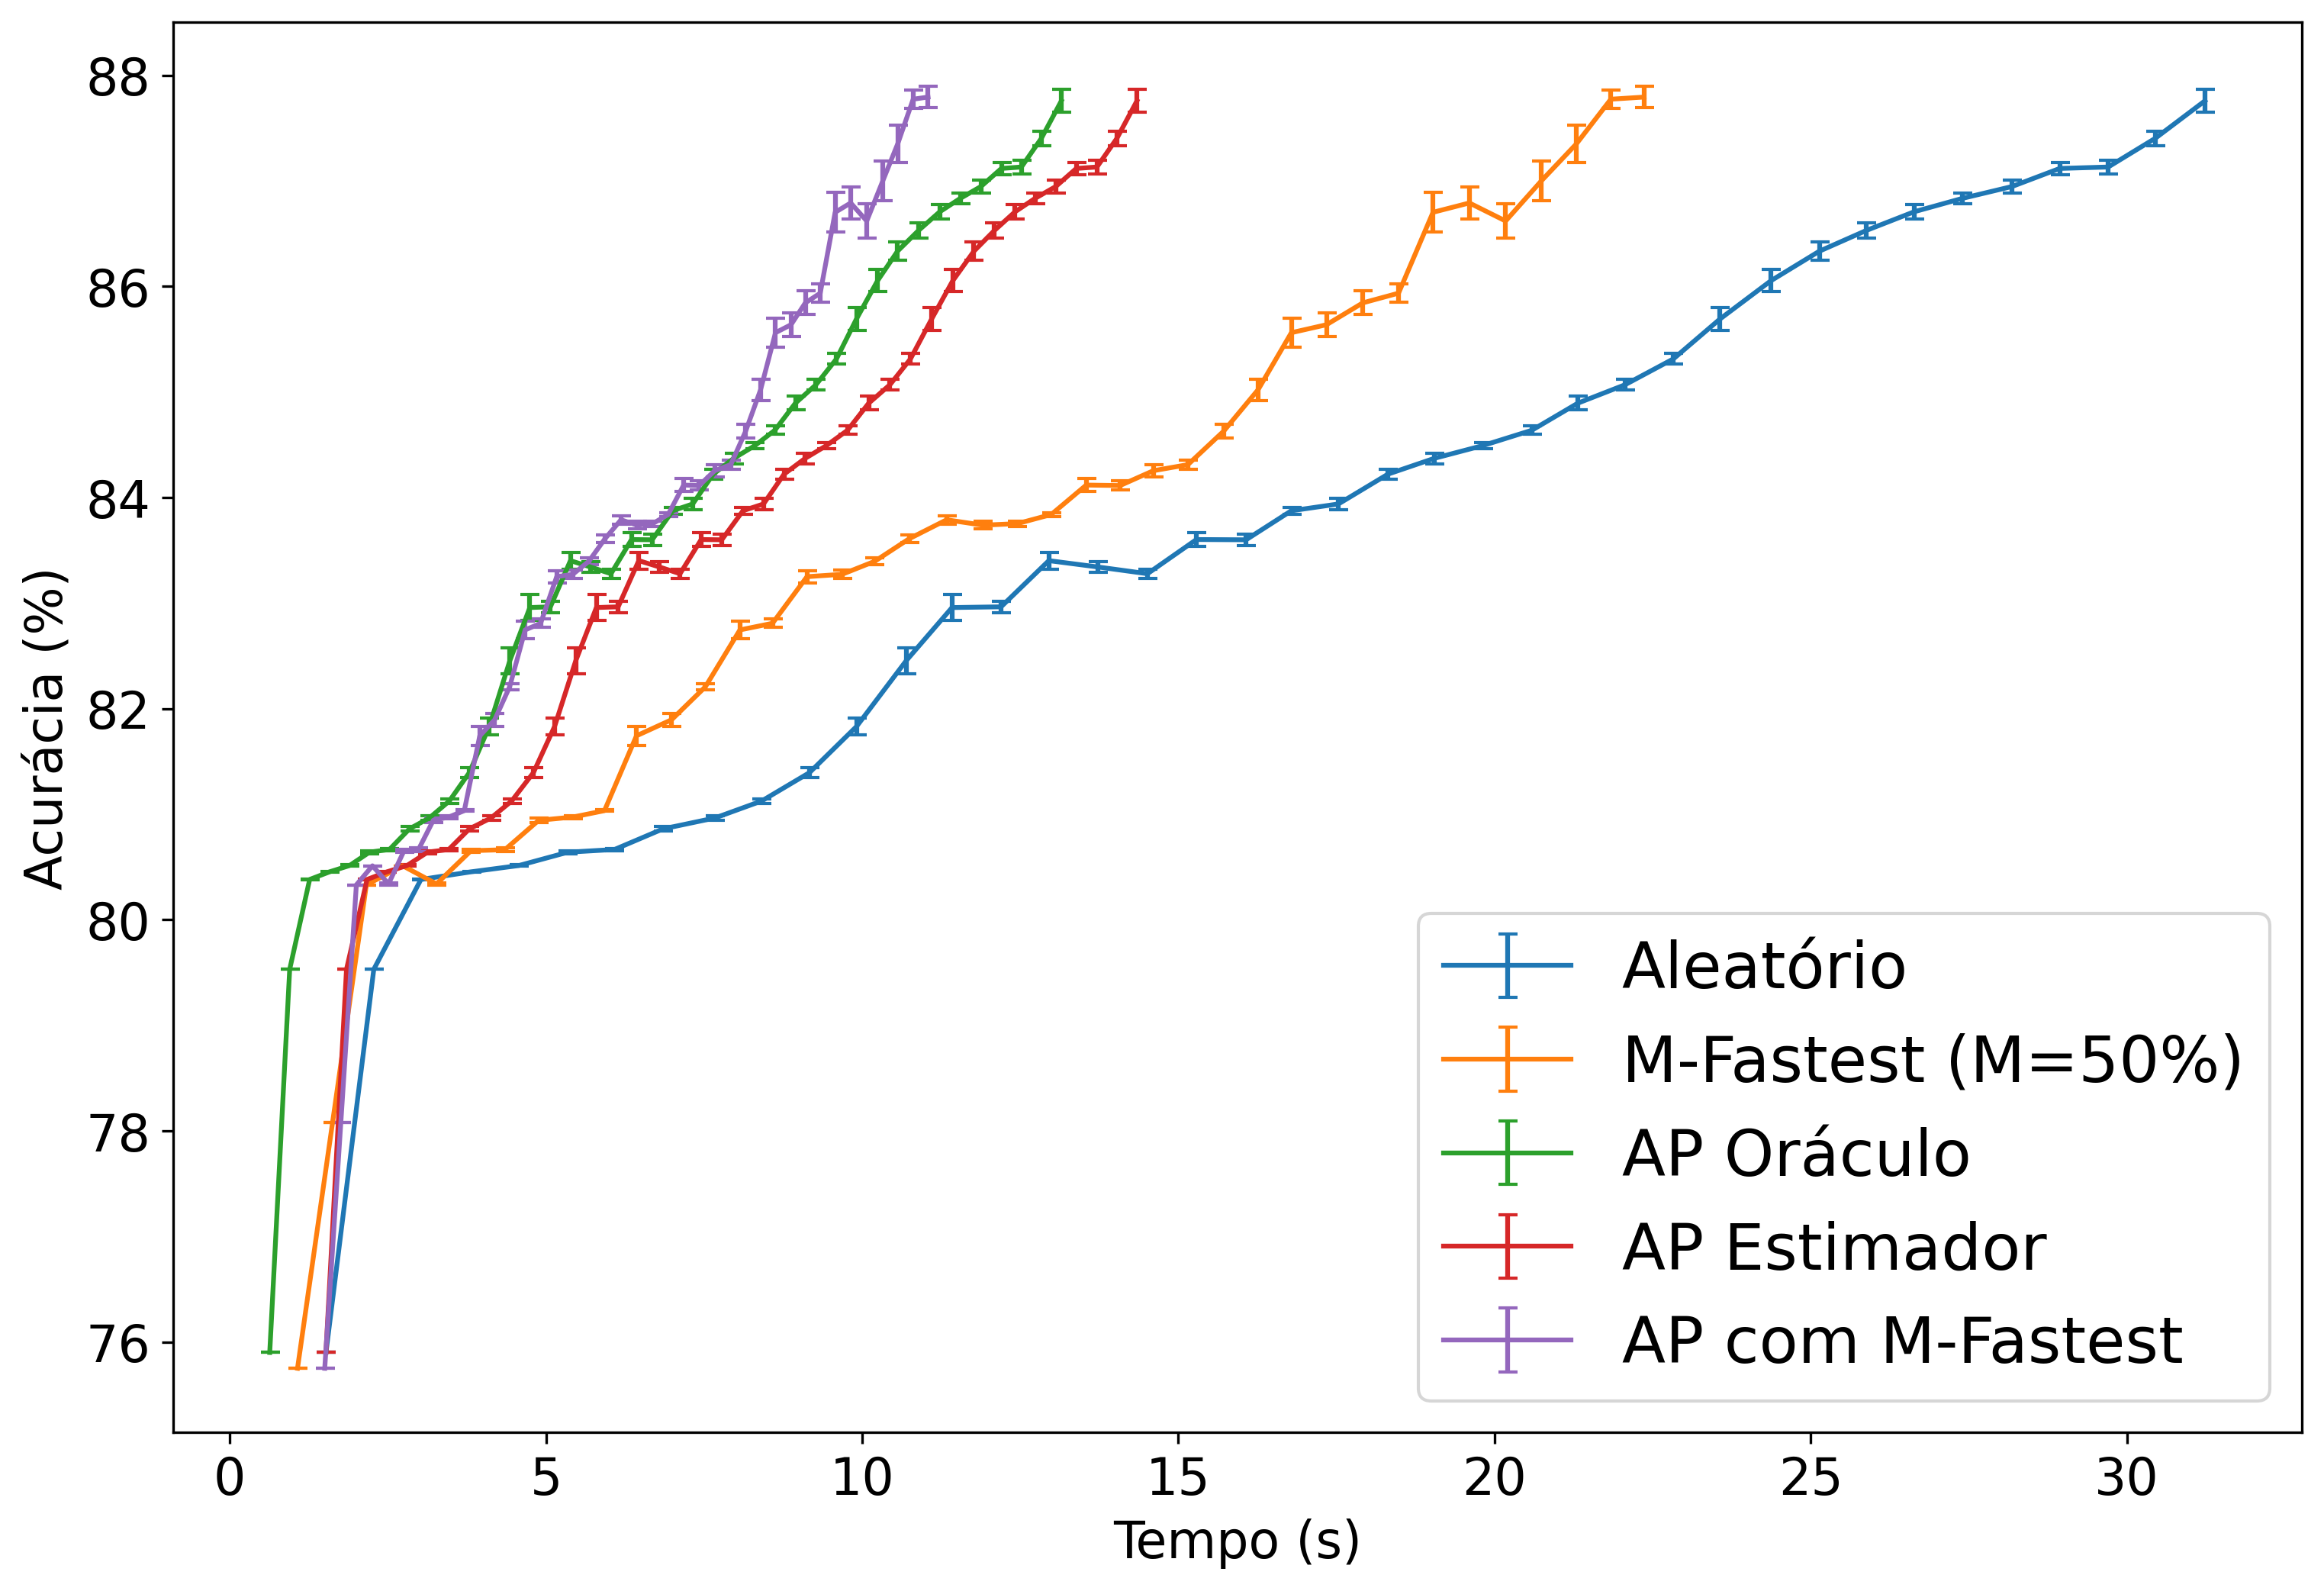 88
86
84
82
80
78
76
Acurácia (%)
0 5 10 15 20 25 30
Tempo (s)
Aleatório
M-Fastest (M=50%)
AP Oráculo
AP Estimador
AP com M-Fastest